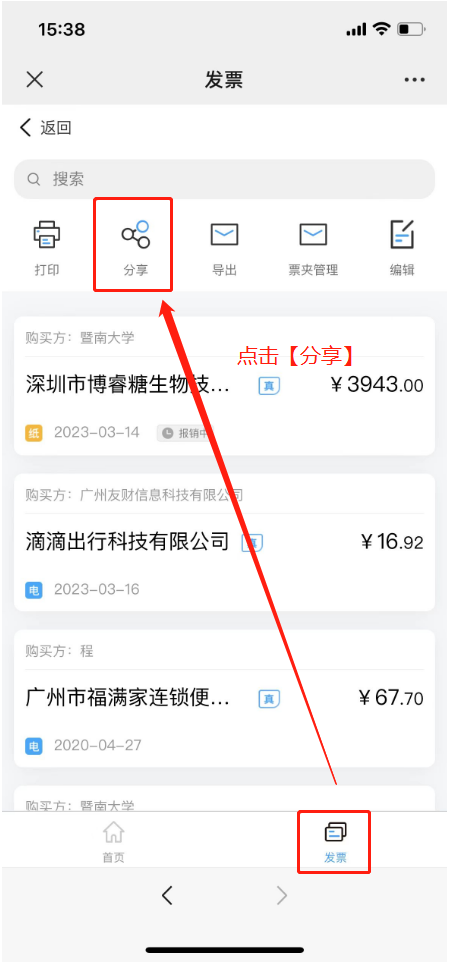 15:38
发票
返回
搜索
打印
分享
导出
票夹管理
编辑
购买方：暨南大学
点击【分享】
深圳市博睿糖生物技... 真 ￥3943.00
纸 2023-03-14 报销中
购买方：广州友财信息科技有限公司
滴滴出行科技有限公司 真 ￥16.92
电 2023-03-16
购买方：程
广州市福满家连锁便... 真 ￥67.70
电 2020-04-27
购买方：暨南大学
首页
发票